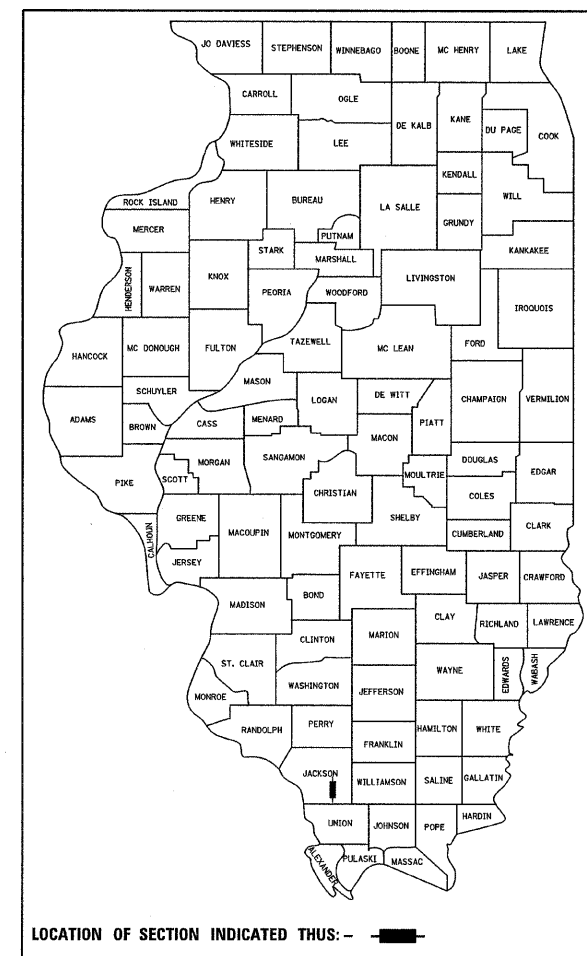 JO DAVIESS STEPHENSON WINNEBAGO BOONE MC HENRY LAKE
CARROLL OGLE
DE KALB KANE DU PAGE COOK
WHITESIDE LEE
KENDALL
WILL
ROCK ISLAND HENRY BUREAU LA SALLE GRUNDY
PUTNAM
MERCER
STARK MARSHALL KANKAKEE
HENDERSON WARREN KNOX PEORIA WOODFORD LIVINGSTON
IROQUOIS
TAZEWELL FORD
HANCOCK MC DONOUGH FULTON MC LEAN
MASON
SCHUYLER LOGAN DE WITT CHAMPAIGN VERMILION
ADAMS BROWN CASS MENARD PIATT
MACON
SANGAMON DOUGLAS
PIKE SCOTT MORGAN MOULTRIE EDGAR
CHRISTIAN COLES
GREENE MACOUPIN MONTGOMERY SHELBY
CALHOUN CUMBERLAND CLARK
JERSEY
FAYETTE EFFINGHAM JASPER CRAWFORD
MADISON BOND
CLAY RICHLAND LAWRENCE
CLINTON MARION
ST. CLAIR WAYNE EDWARDS WABASH
WASHINGTON JEFFERSON
MONROE
RANDOLPH PERRY HAMILTON WHITE
FRANKLIN
JACKSON WILLIAMSON SALINE GALLATIN
UNION JOHNSON POPE HARDIN
ALEXANDER PULASKI MASSAC
LOCATION OF SECTION INDICATED THUS: -